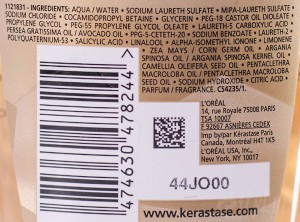 1121831 - INGREDIENTS: AQUA / WATER • SODIUM LAURETH SULFATE • MIPA-LAURETH SULFATE
SODIUM CHLORIDE • COCAMIDOPROPYL BETAINE • GLYCERIN • PEG-18 CASTOR OIL DIOLEATE
PROPYLENE GLYCOL • PEG-55 PROPYLENE GLYCOL OLEATE • LAURETH-5 CARBOXYLIC ACID •
PERSEA GRATISSIMA OIL / AVOCADO OIL • PPG-5-CETETH-20 • SODIUM BENZOATE • LAURETH-2
POLYQUATERNIUM-53 • SALICYLIC ACID • LINALOOL • ALPHA-ISOMETHYL IONONE • LIMONENE
• ZEA MAYS / CORN GERM OIL • ARGANIA
SPINOSA OIL / ARGANIA SPINOSA KERNEL OIL •
CAMELLIA OLEIFERA SEED OIL • PENTACLETHRA
MACROLOBA OIL / PENTACLETHRA MACROLOBA
SEED OIL • SODIUM HYDROXIDE • CITRIC ACID •
PARFUM / FRAGRANCE. C54235/1.
L'ORÉAL
14, rue Royale 75008 PARIS
TSA 10007
F 92667 ASNIÈRES CEDEX
Imp by/par Kérastase Paris
Canada, Montréal H4T 1K5
L'ORÉAL USA, Inc.,
New York, NY 10017
474630 478244
44JO00
www.kerastase.com